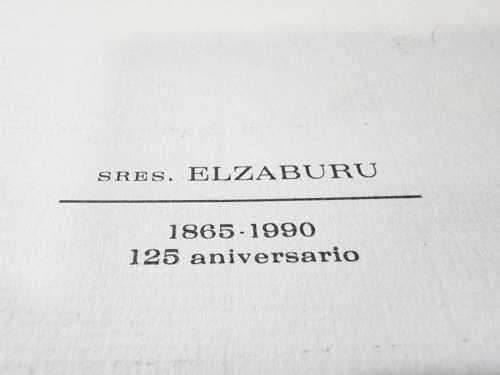 SRES. ELZABURU
1865-1990
125 aniversario